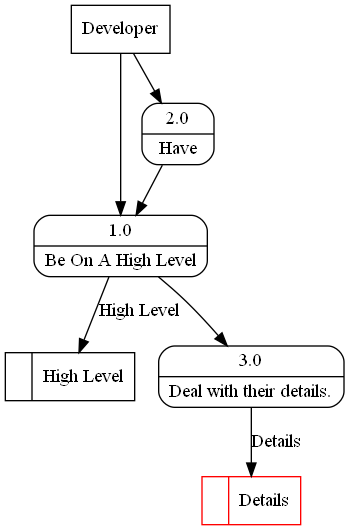 Developer
2.0
Have
1.0
Be On A High Level
High Level
High Level
3.0
Deal with their details.
Details
Details